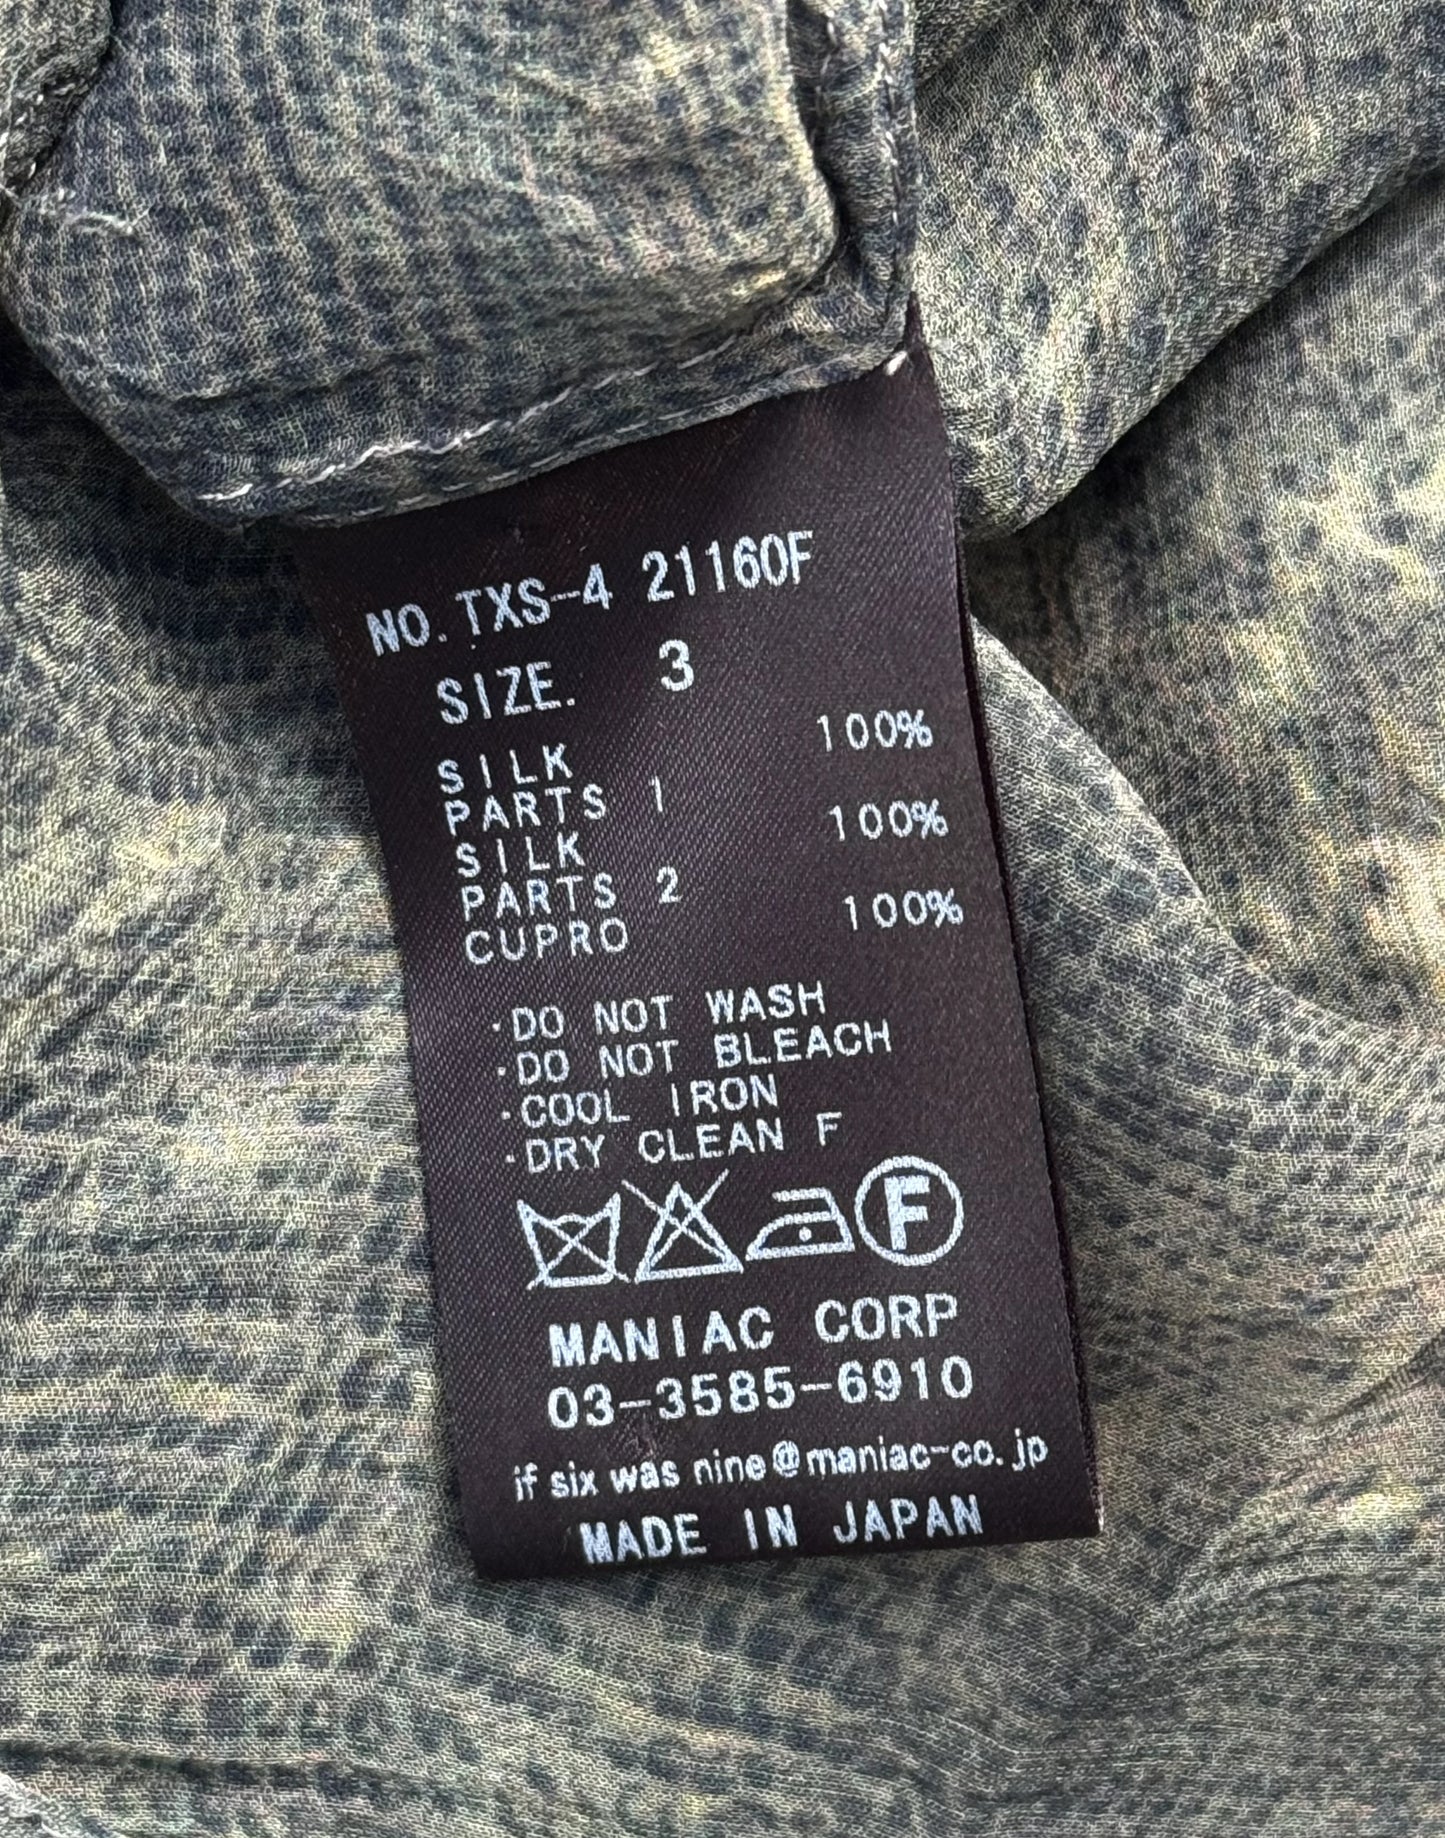 NO.TXS-4 21160F
SIZE. 3
SILK 100%
PARTS 1
SILK 100%
PARTS 2
CUPRO 100%
·DO NOT WASH
·DO NOT BLEACH
·COOL IRON
·DRY CLEAN F
F
MANIAC CORP
03-3585-6910
if six was nine@maniac-co.jp
MADE IN JAPAN